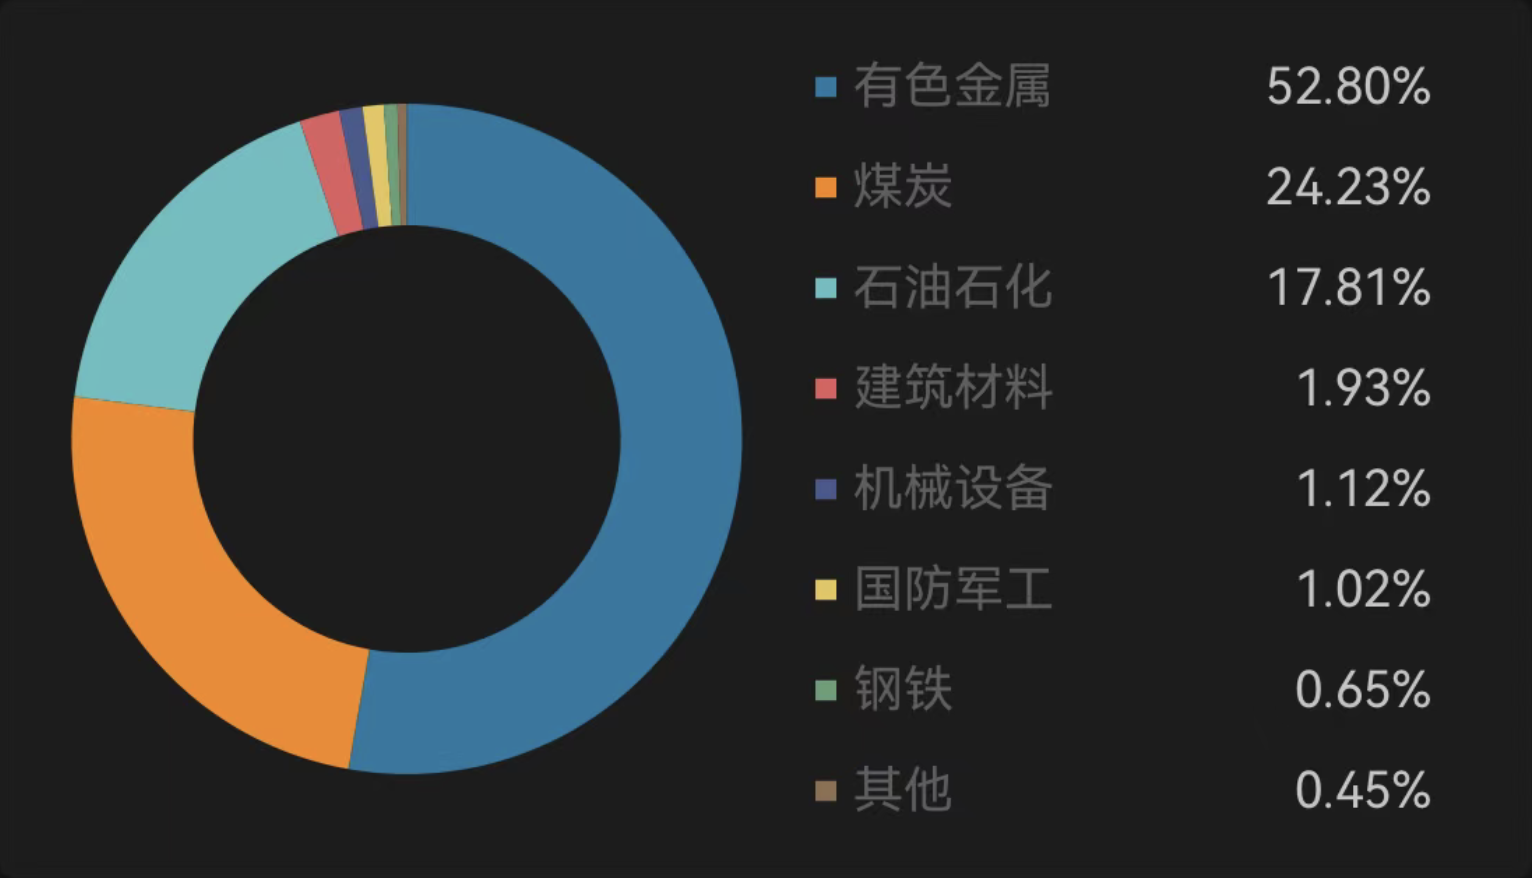 有色金属 52.80%
煤炭 24.23%
石油石化 17.81%
建筑材料 1.93%
机械设备 1.12%
国防军工 1.02%
钢铁 0.65%
其他 0.45%